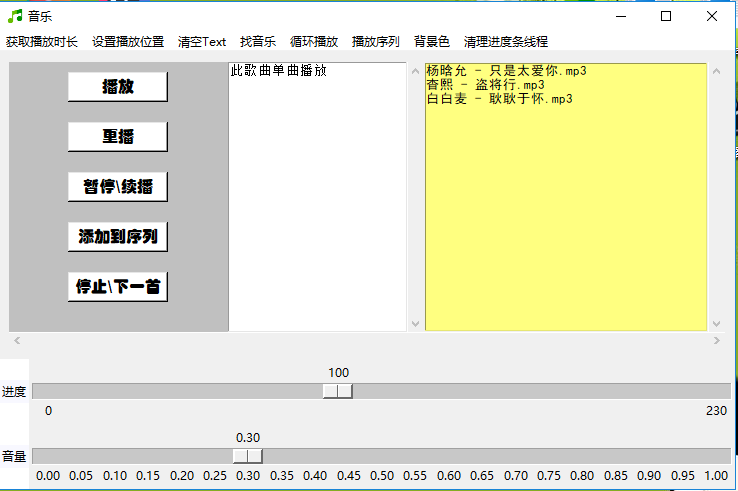 音乐
获取播放时长 设置播放位置 清空Text 找音乐 循环播放 播放序列 背景色 清理进度条线程
播放
重播
暂停\续播
添加到序列
停止\下一首
此歌曲单曲播放
杨晗允 - 只是太爱你.mp3
杳熙 - 盗将行.mp3
白白麦 - 耿耿于怀.mp3
100
进度
0 230
0.30
音量
0.00 0.05 0.10 0.15 0.20 0.25 0.30 0.35 0.40 0.45 0.50 0.55 0.60 0.65 0.70 0.75 0.80 0.85 0.90 0.95 1.00